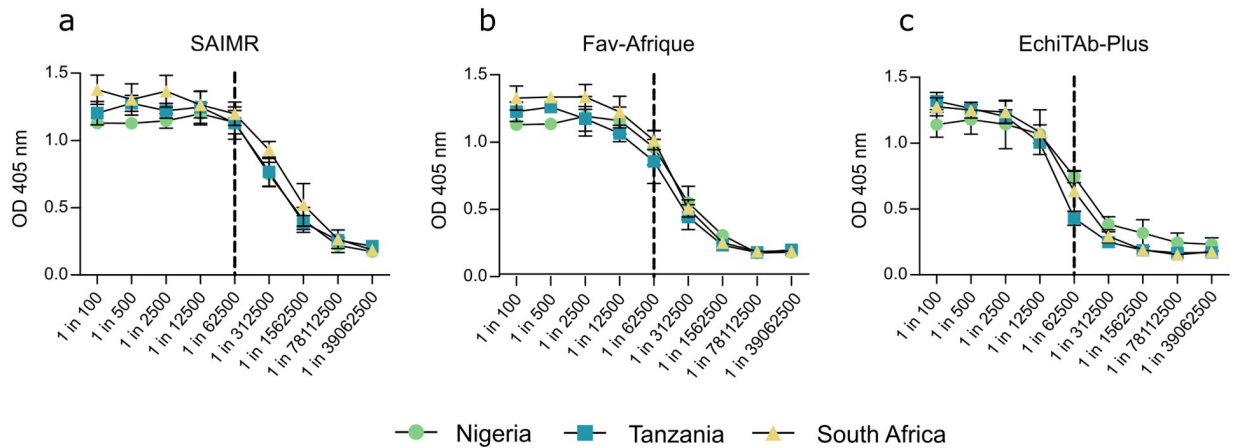 a
SAIMR
OD 405 nm
1.5
1.0
0.5
0.0
1 in 100
1 in 500
1 in 2500
1 in 12500
1 in 62500
1 in 312500
1 in 1562500
1 in 78112500
1 in 39062500
b
Fav-Afrique
OD 405 nm
1.5
1.0
0.5
0.0
1 in 100
1 in 500
1 in 2500
1 in 12500
1 in 62500
1 in 312500
1 in 1562500
1 in 78112500
1 in 39062500
c
EchiTAb-Plus
OD 405 nm
1.5
1.0
0.5
0.0
1 in 100
1 in 500
1 in 2500
1 in 12500
1 in 62500
1 in 312500
1 in 1562500
1 in 78112500
1 in 39062500
Nigeria Tanzania South Africa